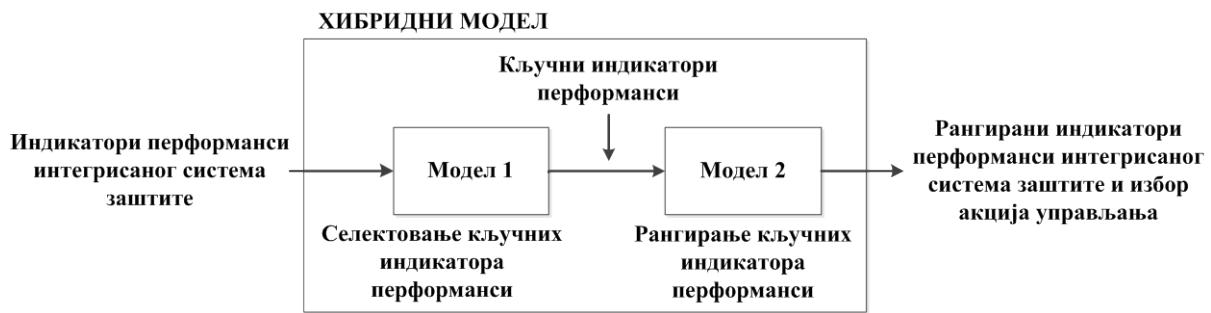 ХИБРИДНИ МОДЕЛ
Кључни индикатори
перформанси
Индикатори перформанси
интегрисаног система
заштите
Модел 1
Модел 2
Рангирани индикатори
перформанси интегрисаног
система заштите и избор
акција управљања
Селектовање кључних
индикатора
перформанси
Рангирање кључних
индикатора
перформанси